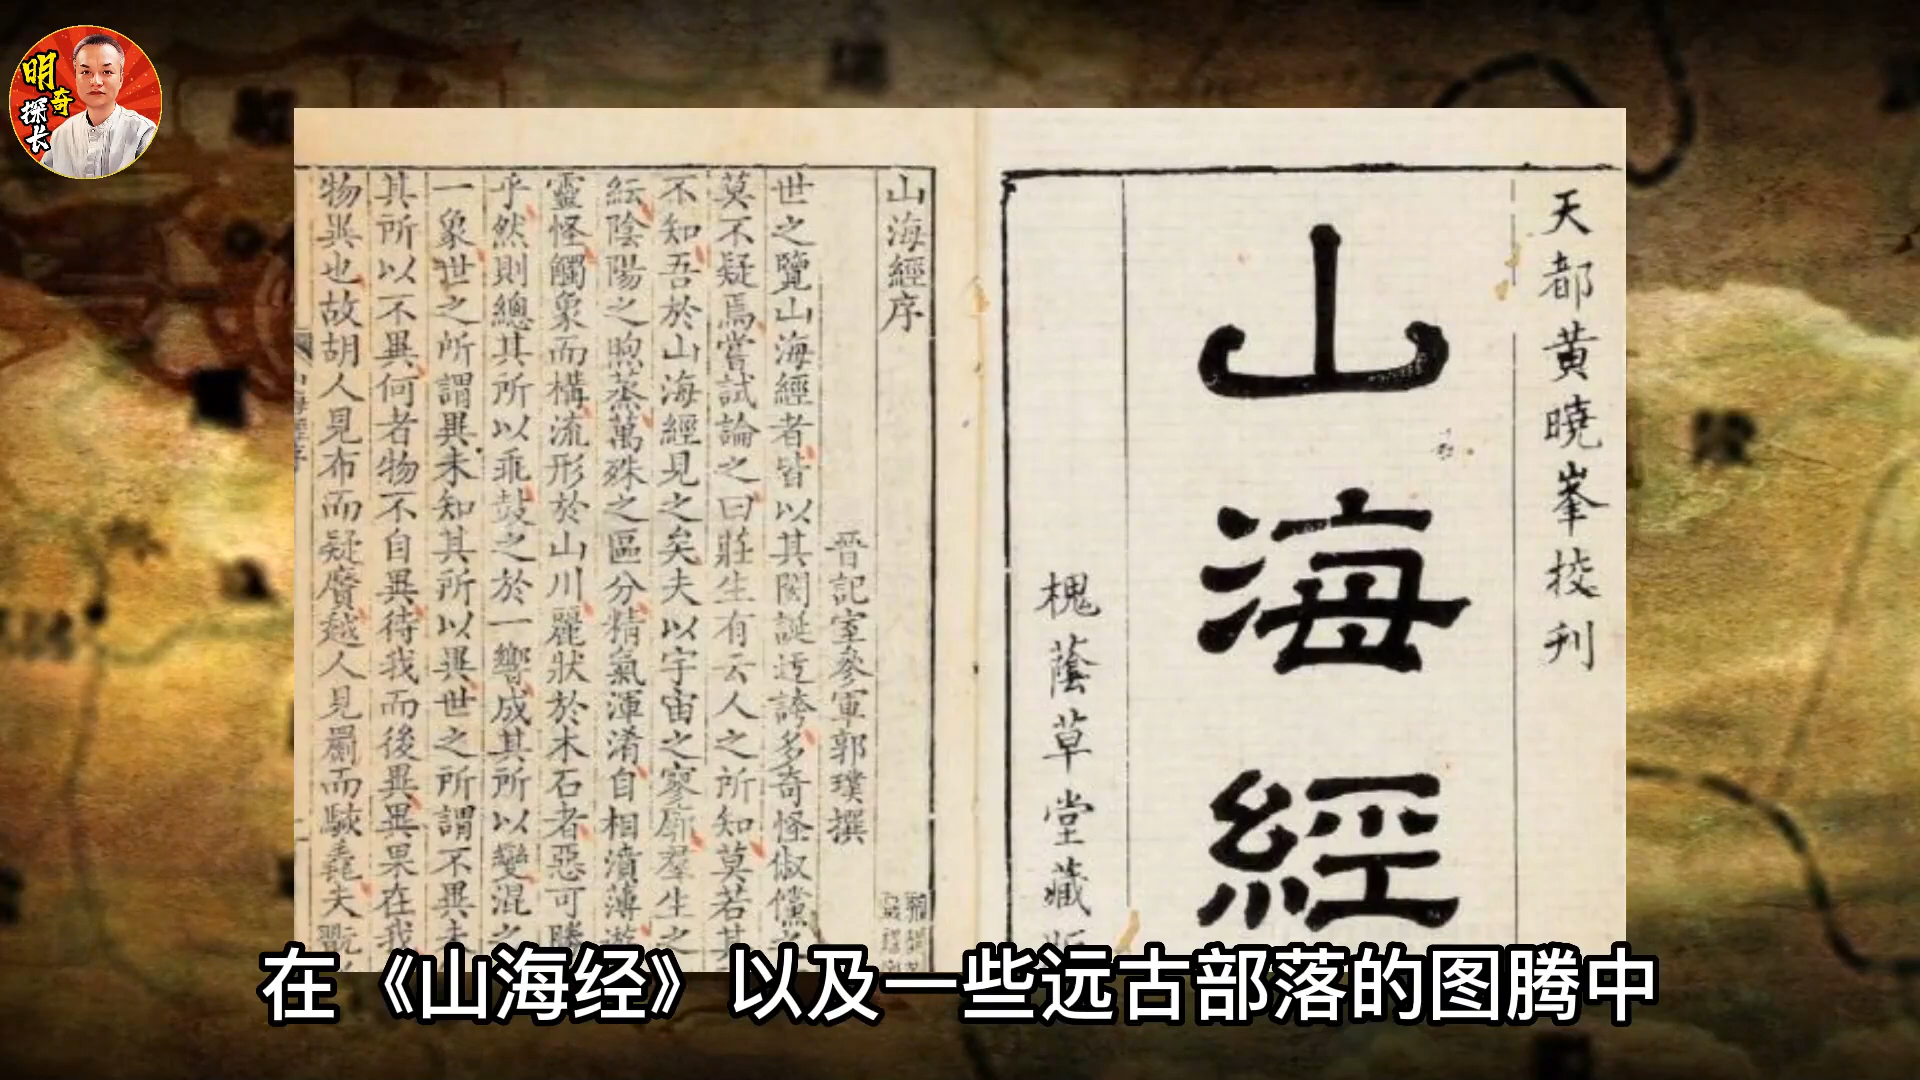 明奇
探长
天都黄曉峯校刋
山海經
槐蔭草堂藏
山海經序
晋記室參軍郭璞撰
世之覽山海經者皆以其閎誕迂誇多奇怪俶儻之
莫不疑焉嘗試論之曰莊生有云人之所知莫若其
不知吾於山海經見之矣夫以宇宙之寥廓羣生之
紜陰陽之煦蒸萬殊之區分精氣渾淆自相濆薄遊
靈怪觸象而構流形於山川麗狀於木石者惡可勝
乎然則總其所以乖鼓之於一響成其所以變混之
一象世之所謂異未知其所以異世之所謂不異未
其所以不異何者物不自異待我而後異異果在我
物異也故胡人見布而疑黂越人見罽而駭毳夫翫
在《山海经》以及一些远古部落的图腾中